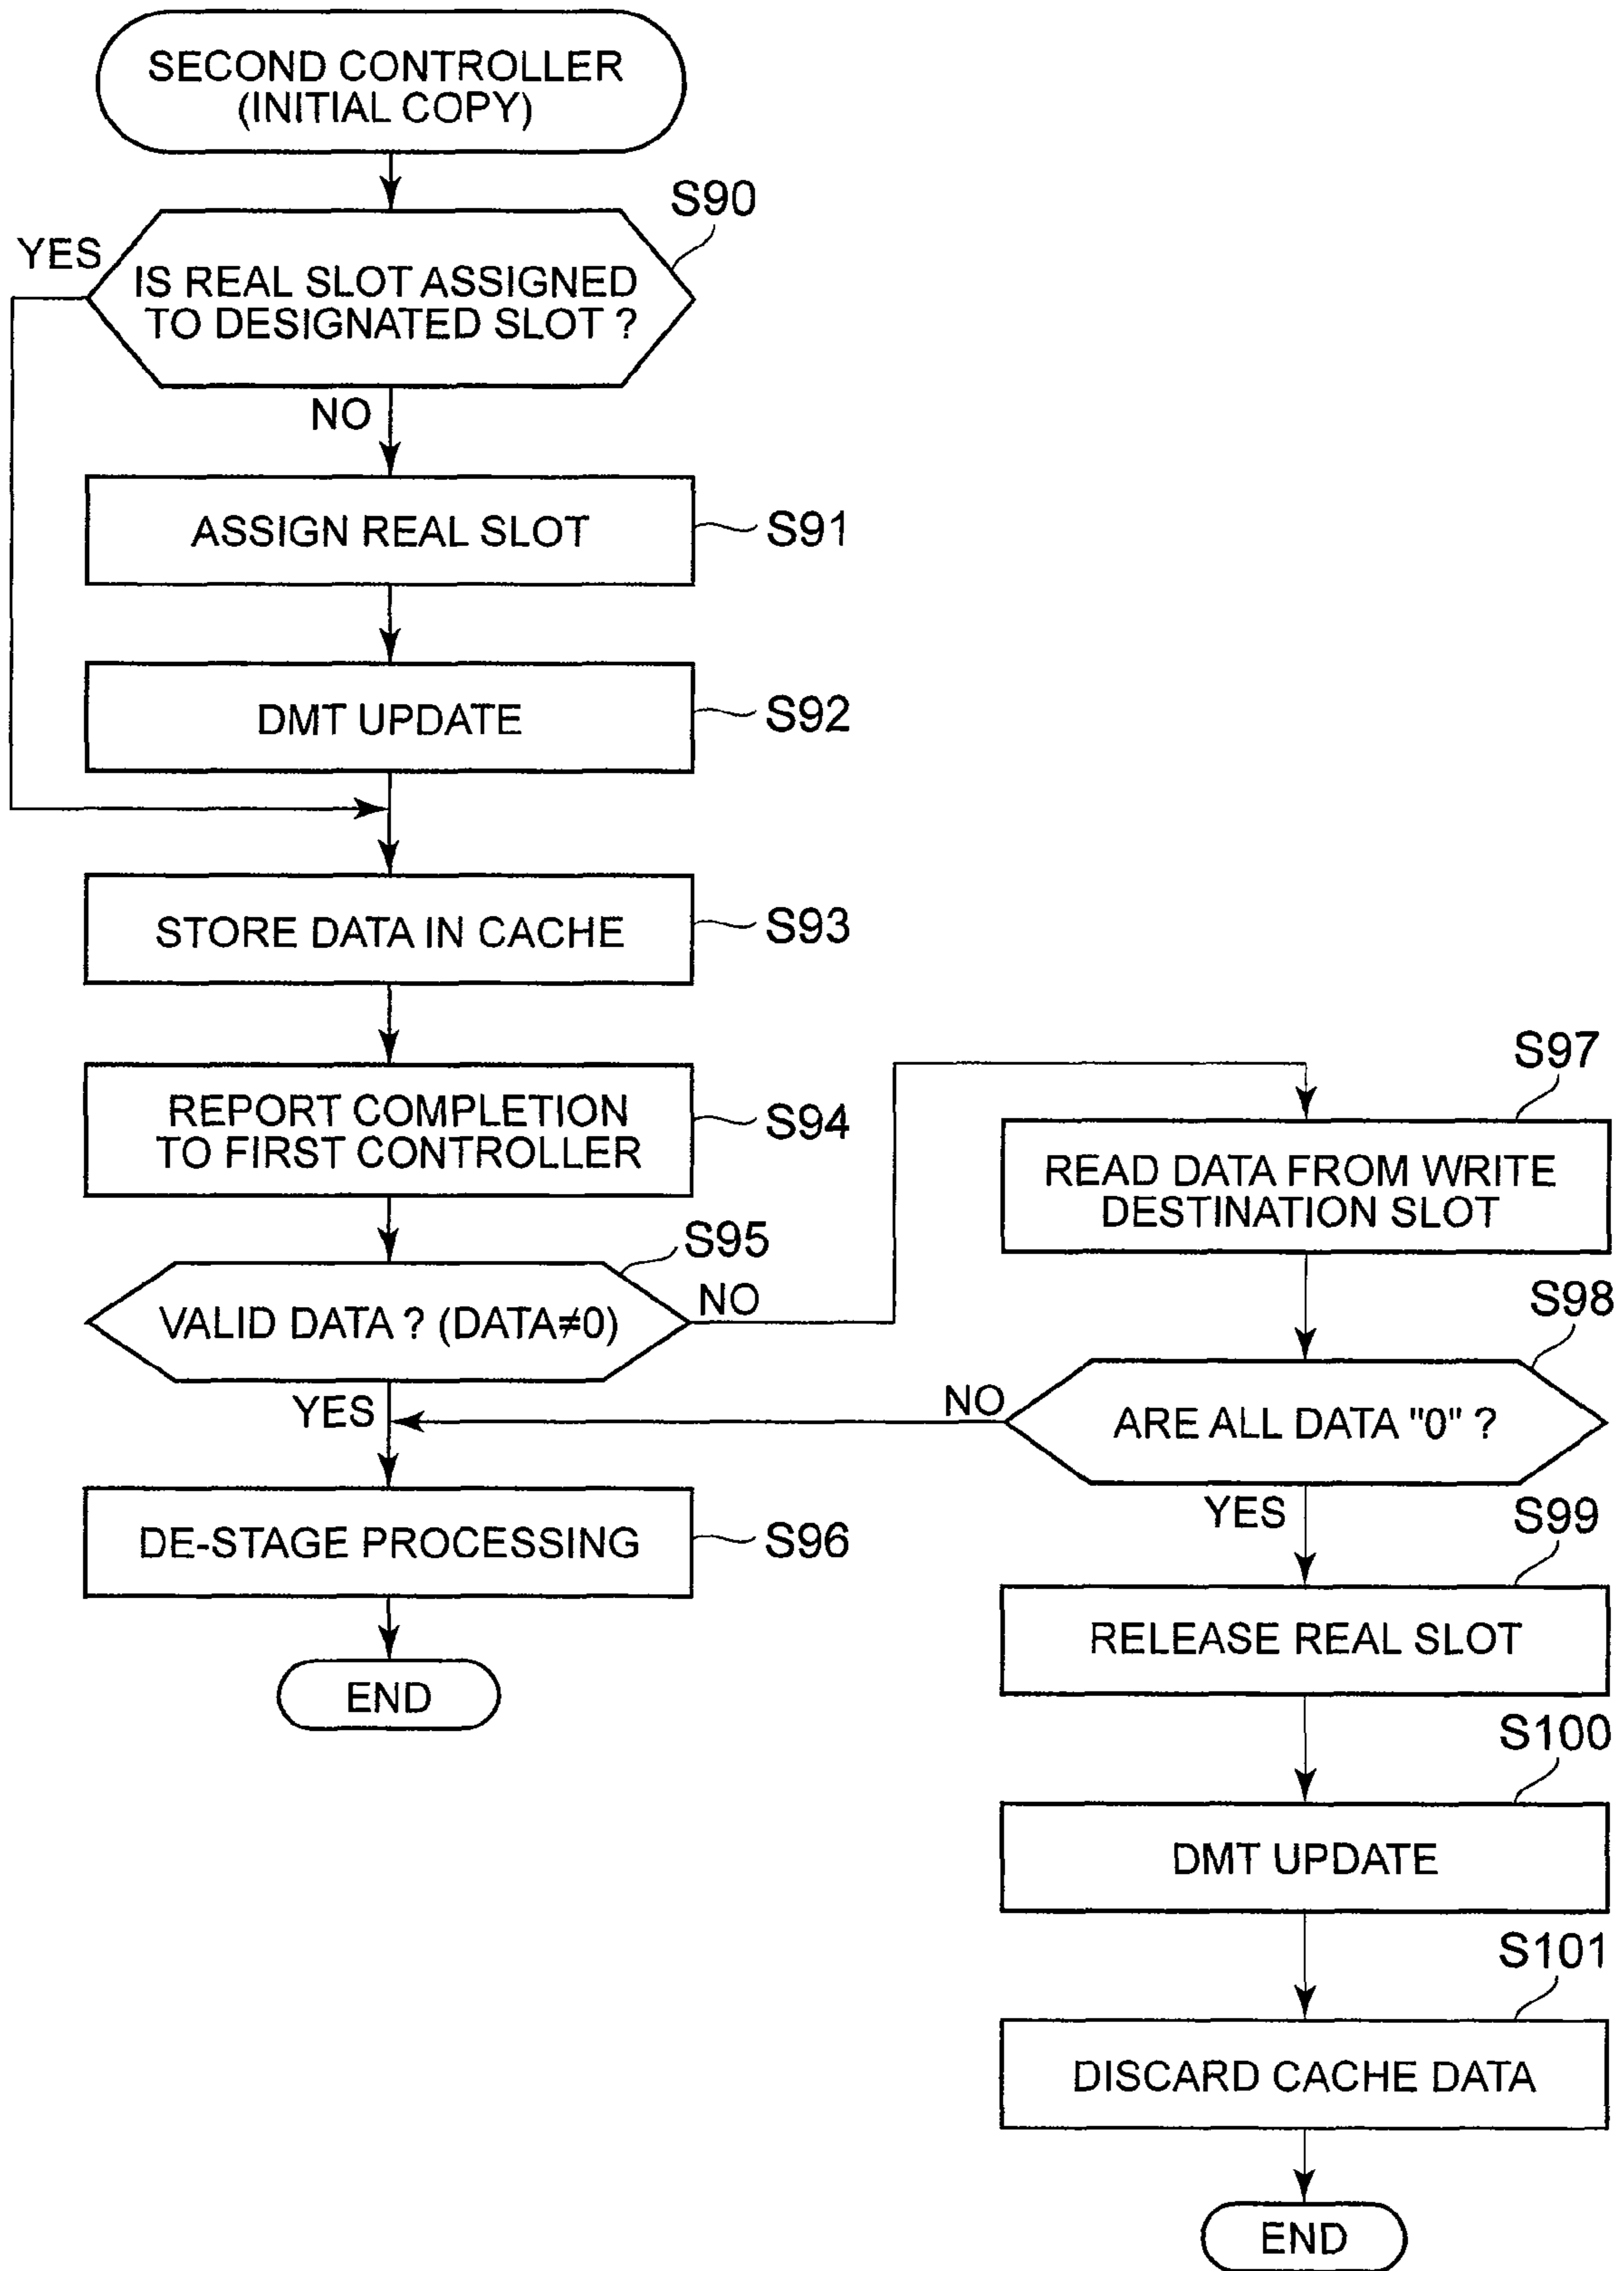 SECOND CONTROLLER
(INITIAL COPY)
S90
YES
IS REAL SLOT ASSIGNED
TO DESIGNATED SLOT ?
NO
ASSIGN REAL SLOT
S91
DMT UPDATE
S92
STORE DATA IN CACHE
S93
REPORT COMPLETION
TO FIRST CONTROLLER
S94
S95
VALID DATA ? (DATA≠0)
NO
YES
DE-STAGE PROCESSING
S96
END
S97
READ DATA FROM WRITE
DESTINATION SLOT
S98
NO
ARE ALL DATA "0" ?
YES
S99
RELEASE REAL SLOT
S100
DMT UPDATE
S101
DISCARD CACHE DATA
END